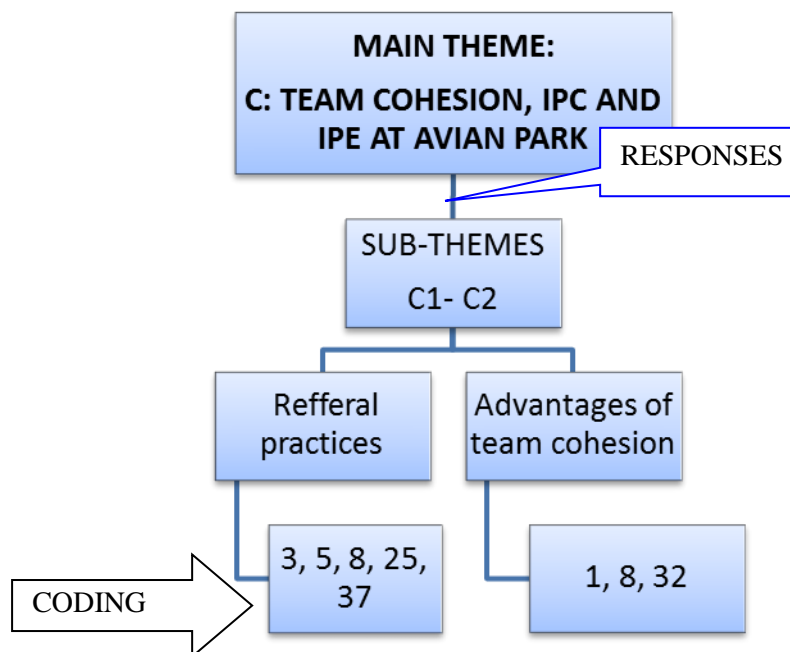 MAIN THEME:
C: TEAM COHESION, IPC AND
IPE AT AVIAN PARK
RESPONSES
SUB-THEMES
C1- C2
Refferal
practices
Advantages of
team cohesion
3, 5, 8, 25,
37
1, 8, 32
CODING